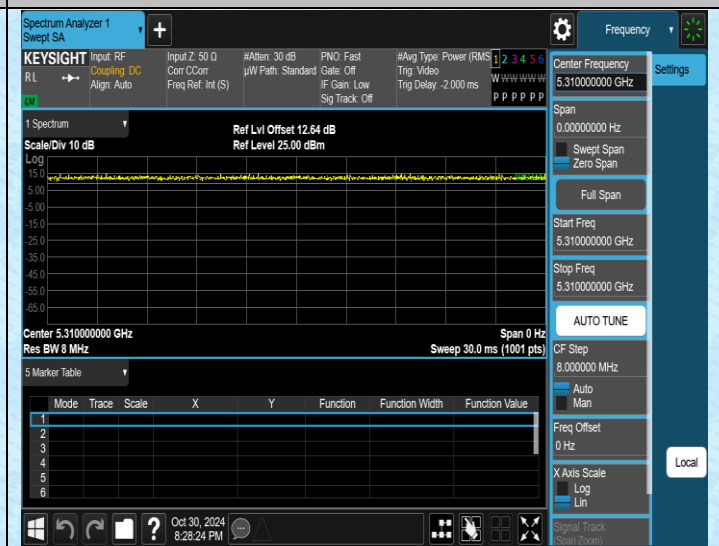 Spectrum Analyzer 1
Swept SA
Frequency
KEYSIGHT
R L
LXI
Input: RF
Coupling: DC
Align: Auto
Input Z: 50 Ω
Corr CCorr
Freq Ref: Int (S)
#Atten: 30 dB
µW Path: Standard
PNO: Fast
Gate: Off
IF Gain: Low
Sig Track: Off
#Avg Type: Power (RMS
Trig: Video
Trig Delay: -2.000 ms
1 2 3 4 5 6
W W W W W W
P P P P P P
1 Spectrum
Scale/Div 10 dB
Ref Lvl Offset 12.64 dB
Ref Level 25.00 dBm
Log
15.0
5.00
-5.00
-15.0
-25.0
-35.0
-45.0
-55.0
-65.0
Center 5.310000000 GHz
Span 0 Hz
Res BW 8 MHz
Sweep 30.0 ms (1001 pts)
5 Marker Table
Mode Trace Scale X Y Function Function Width Function Value
1
2
3
4
5
6
Oct 30, 2024
8:28:24 PM
Center Frequency
5.310000000 GHz
Span
0.00000000 Hz
Swept Span
Zero Span
Full Span
Start Freq
5.310000000 GHz
Stop Freq
5.310000000 GHz
AUTO TUNE
CF Step
8.000000 MHz
Auto
Man
Freq Offset
0 Hz
X Axis Scale
Log
Lin
Signal Track
(Span Zoom)
Settings
Local